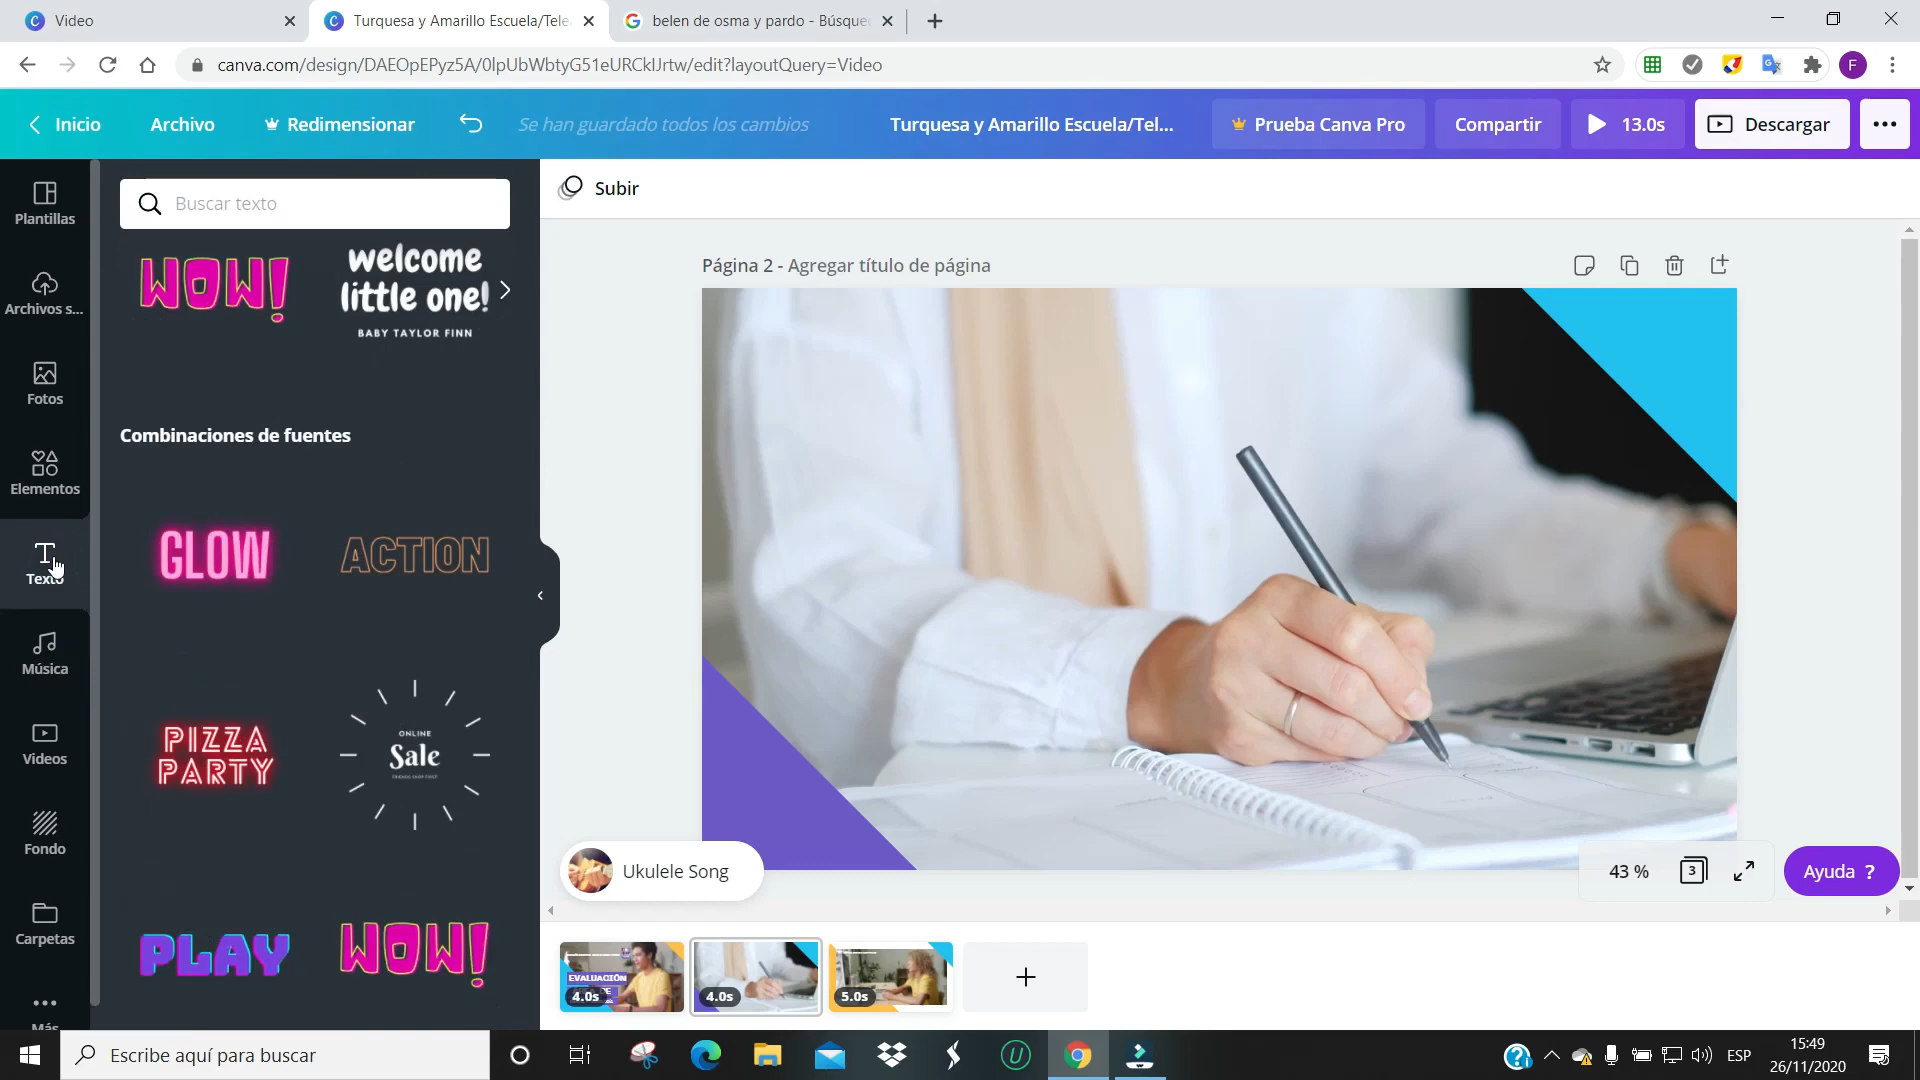 Video
Turquesa y Amarillo Escuela/Tele
belen de osma y pardo - Búsque
canva.com/design/DAEOpEPyz5A/0lpUbWbtyG51eURCklJrtw/edit?layoutQuery=Video
F
Inicio
Archivo
Redimensionar
Se han guardado todos los cambios
Turquesa y Amarillo Escuela/Tel...
Prueba Canva Pro
Compartir
13.0s
Descargar
Plantillas
Archivos s...
Fotos
Elementos
Texto
Música
Videos
Fondo
Carpetas
Más
Buscar texto
WOW!
welcome
little one!
BABY TAYLOR FINN
Combinaciones de fuentes
GLOW
ACTION
PIZZA
PARTY
ONLINE
Sale
PLAY
WOW!
Subir
Página 2 - Agregar título de página
Ukulele Song
43 %
3
Ayuda ?
EVALUACIÓN
4.0s
4.0s
5.0s
Escribe aquí para buscar
ESP
15:49
26/11/2020